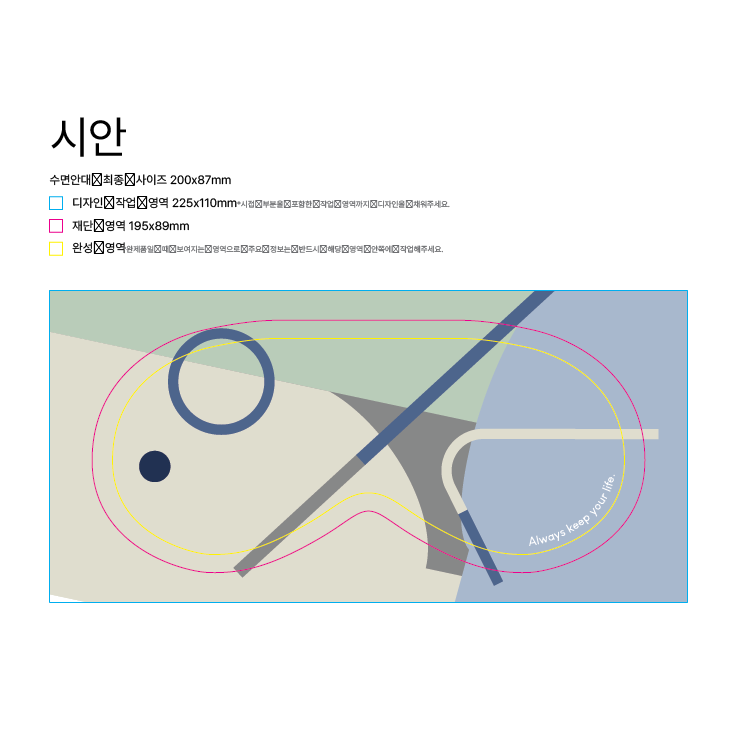 시안
수면안대☒최종☒사이즈 200x87mm
디자인☒작업☒영역 225x110mm*시접☒부분을☒포함한☒작업☒영역까지☒디자인을☒채워주세요.
재단☒영역 195x89mm
완성☒영역완제품일☒때☒보여지는☒영역으로☒주요☒정보는☒반드시☒해당☒영역☒안쪽에☒작업해주세요.
Always keep your life.